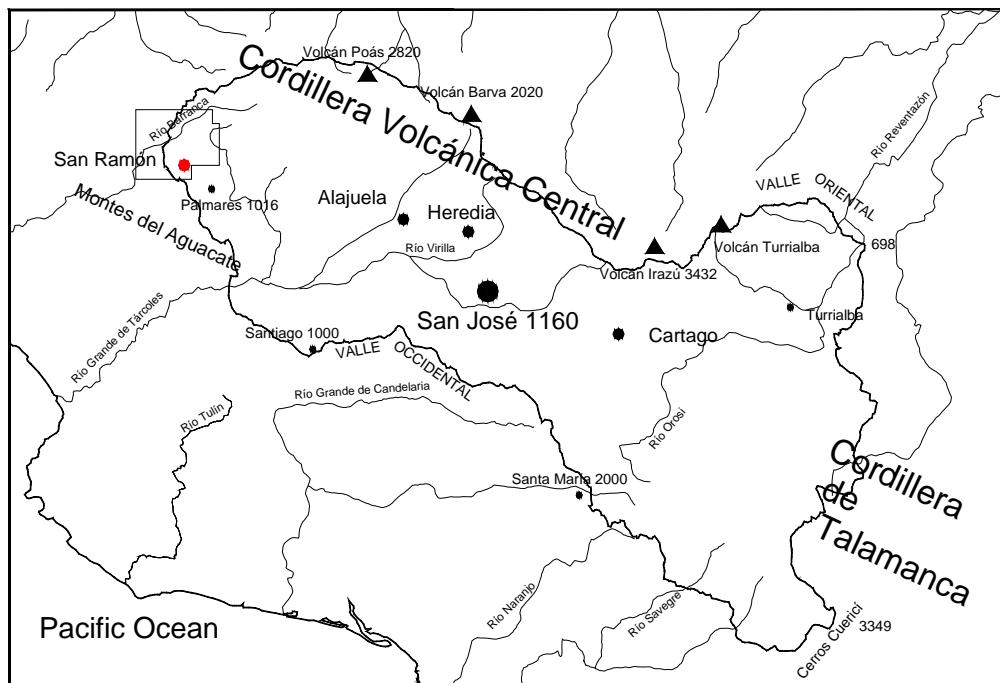 Volcán Poás 2820
Cordillera Volcánica Central
Volcán Barva 2020
Río Reventazón
Río Barranca
San Ramón
Palmares 1016
Montes del Aguacate
Alajuela
Heredia
Río Virilla
VALLE ORIENTAL
698
Volcán Turrialba
Volcán Irazú 3432
Turrialba
San José 1160
Cartago
Río Grande de Tárcoles
Santiago 1000
VALLE OCCIDENTAL
Río Grande de Candelaria
Río Tulín
Río Orosi
Santa María 2000
Cordillera
de
Talamanca
Río Naranjo
Río Savegre
Pacific Ocean
Cerros Cuericí
3349